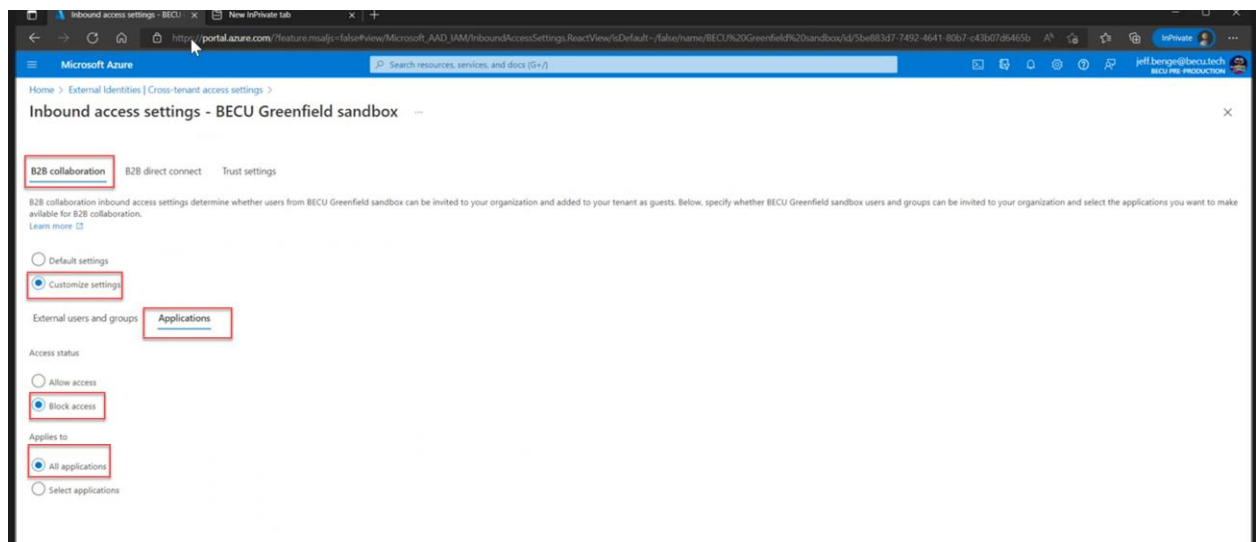 Inbound access settings - BECU
New InPrivate tab
https://portal.azure.com/?feature.msaljs=false#view/Microsoft_AAD_IAM/InboundAccessSettings.ReactView/isDefault~/false/name/BECU%20Greenfield%20sandbox/id/5be883d7-7492-4641-80b7-c43b07d6465b
InPrivate
Microsoft Azure
Search resources, services, and docs (G+/)
jeff.benge@becu.tech
BECU PRE-PRODUCTION
Home > External Identities | Cross-tenant access settings >
Inbound access settings - BECU Greenfield sandbox ...
B2B collaboration B2B direct connect Trust settings
B2B collaboration inbound access settings determine whether users from BECU Greenfield sandbox can be invited to your organization and added to your tenant as guests. Below, specify whether BECU Greenfield sandbox users and groups can be invited to your organization and select the applications you want to make
avilable for B2B collaboration.
Learn more
Default settings
Customize settings
External users and groups Applications
Access status
Allow access
Block access
Applies to
All applications
Select applications